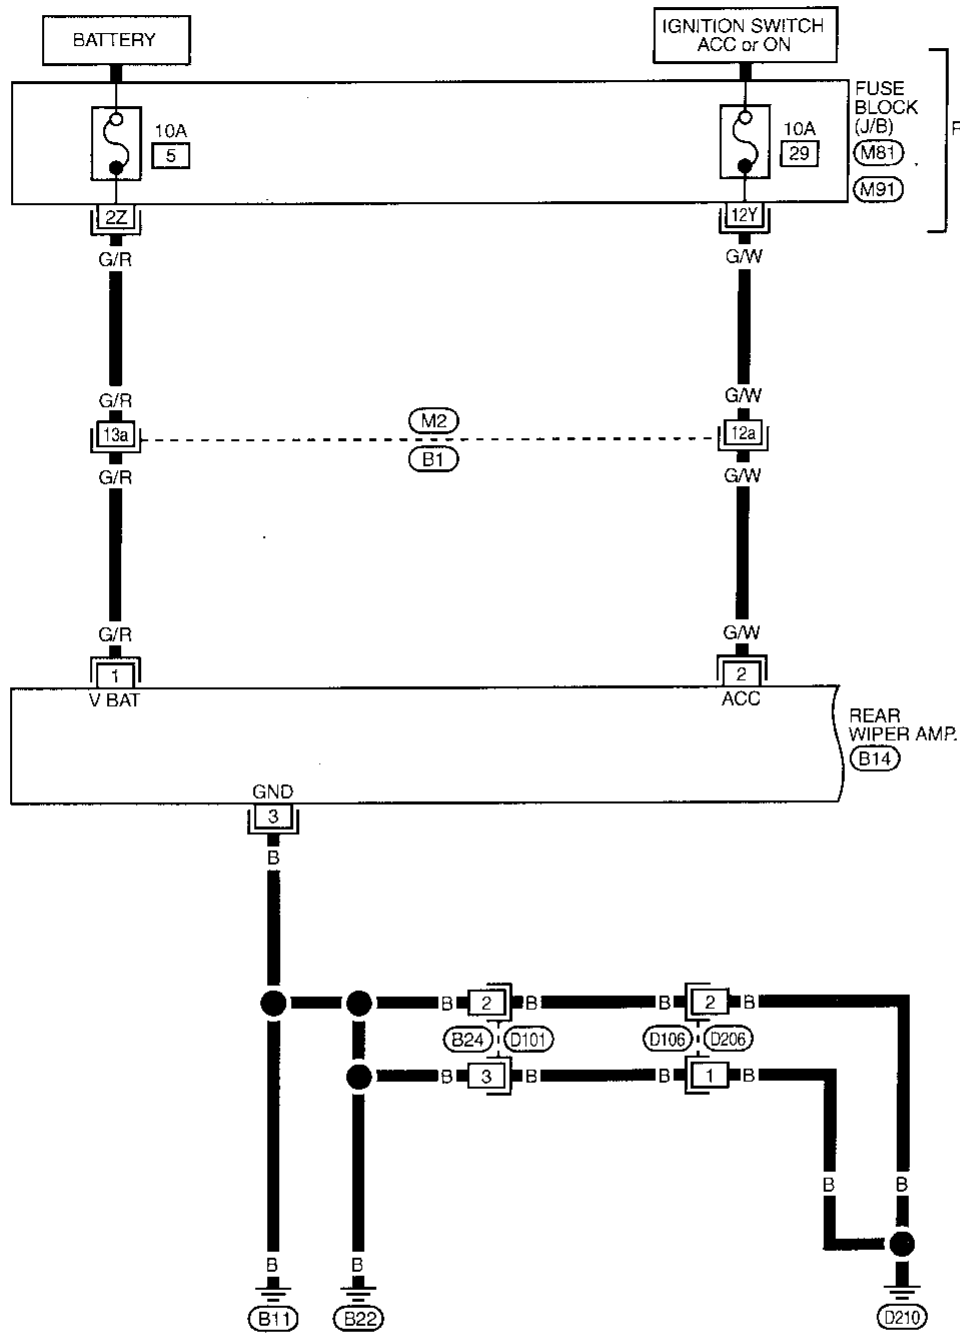 BATTERY
IGNITION SWITCH
ACC or ON
FUSE
BLOCK
(J/B)
M81
M91
10A
5
10A
29
2Z
12Y
G/R
G/W
G/R
G/W
13a
M2
B1
12a
G/R
G/W
G/R
G/W
1
2
V BAT
ACC
REAR
WIPER AMP.
B14
GND
3
B
B 2 B
B 2 B
B24 D101
D106 D206
B 3 B
B 1 B
B
B
B
B
B11
B22
D210